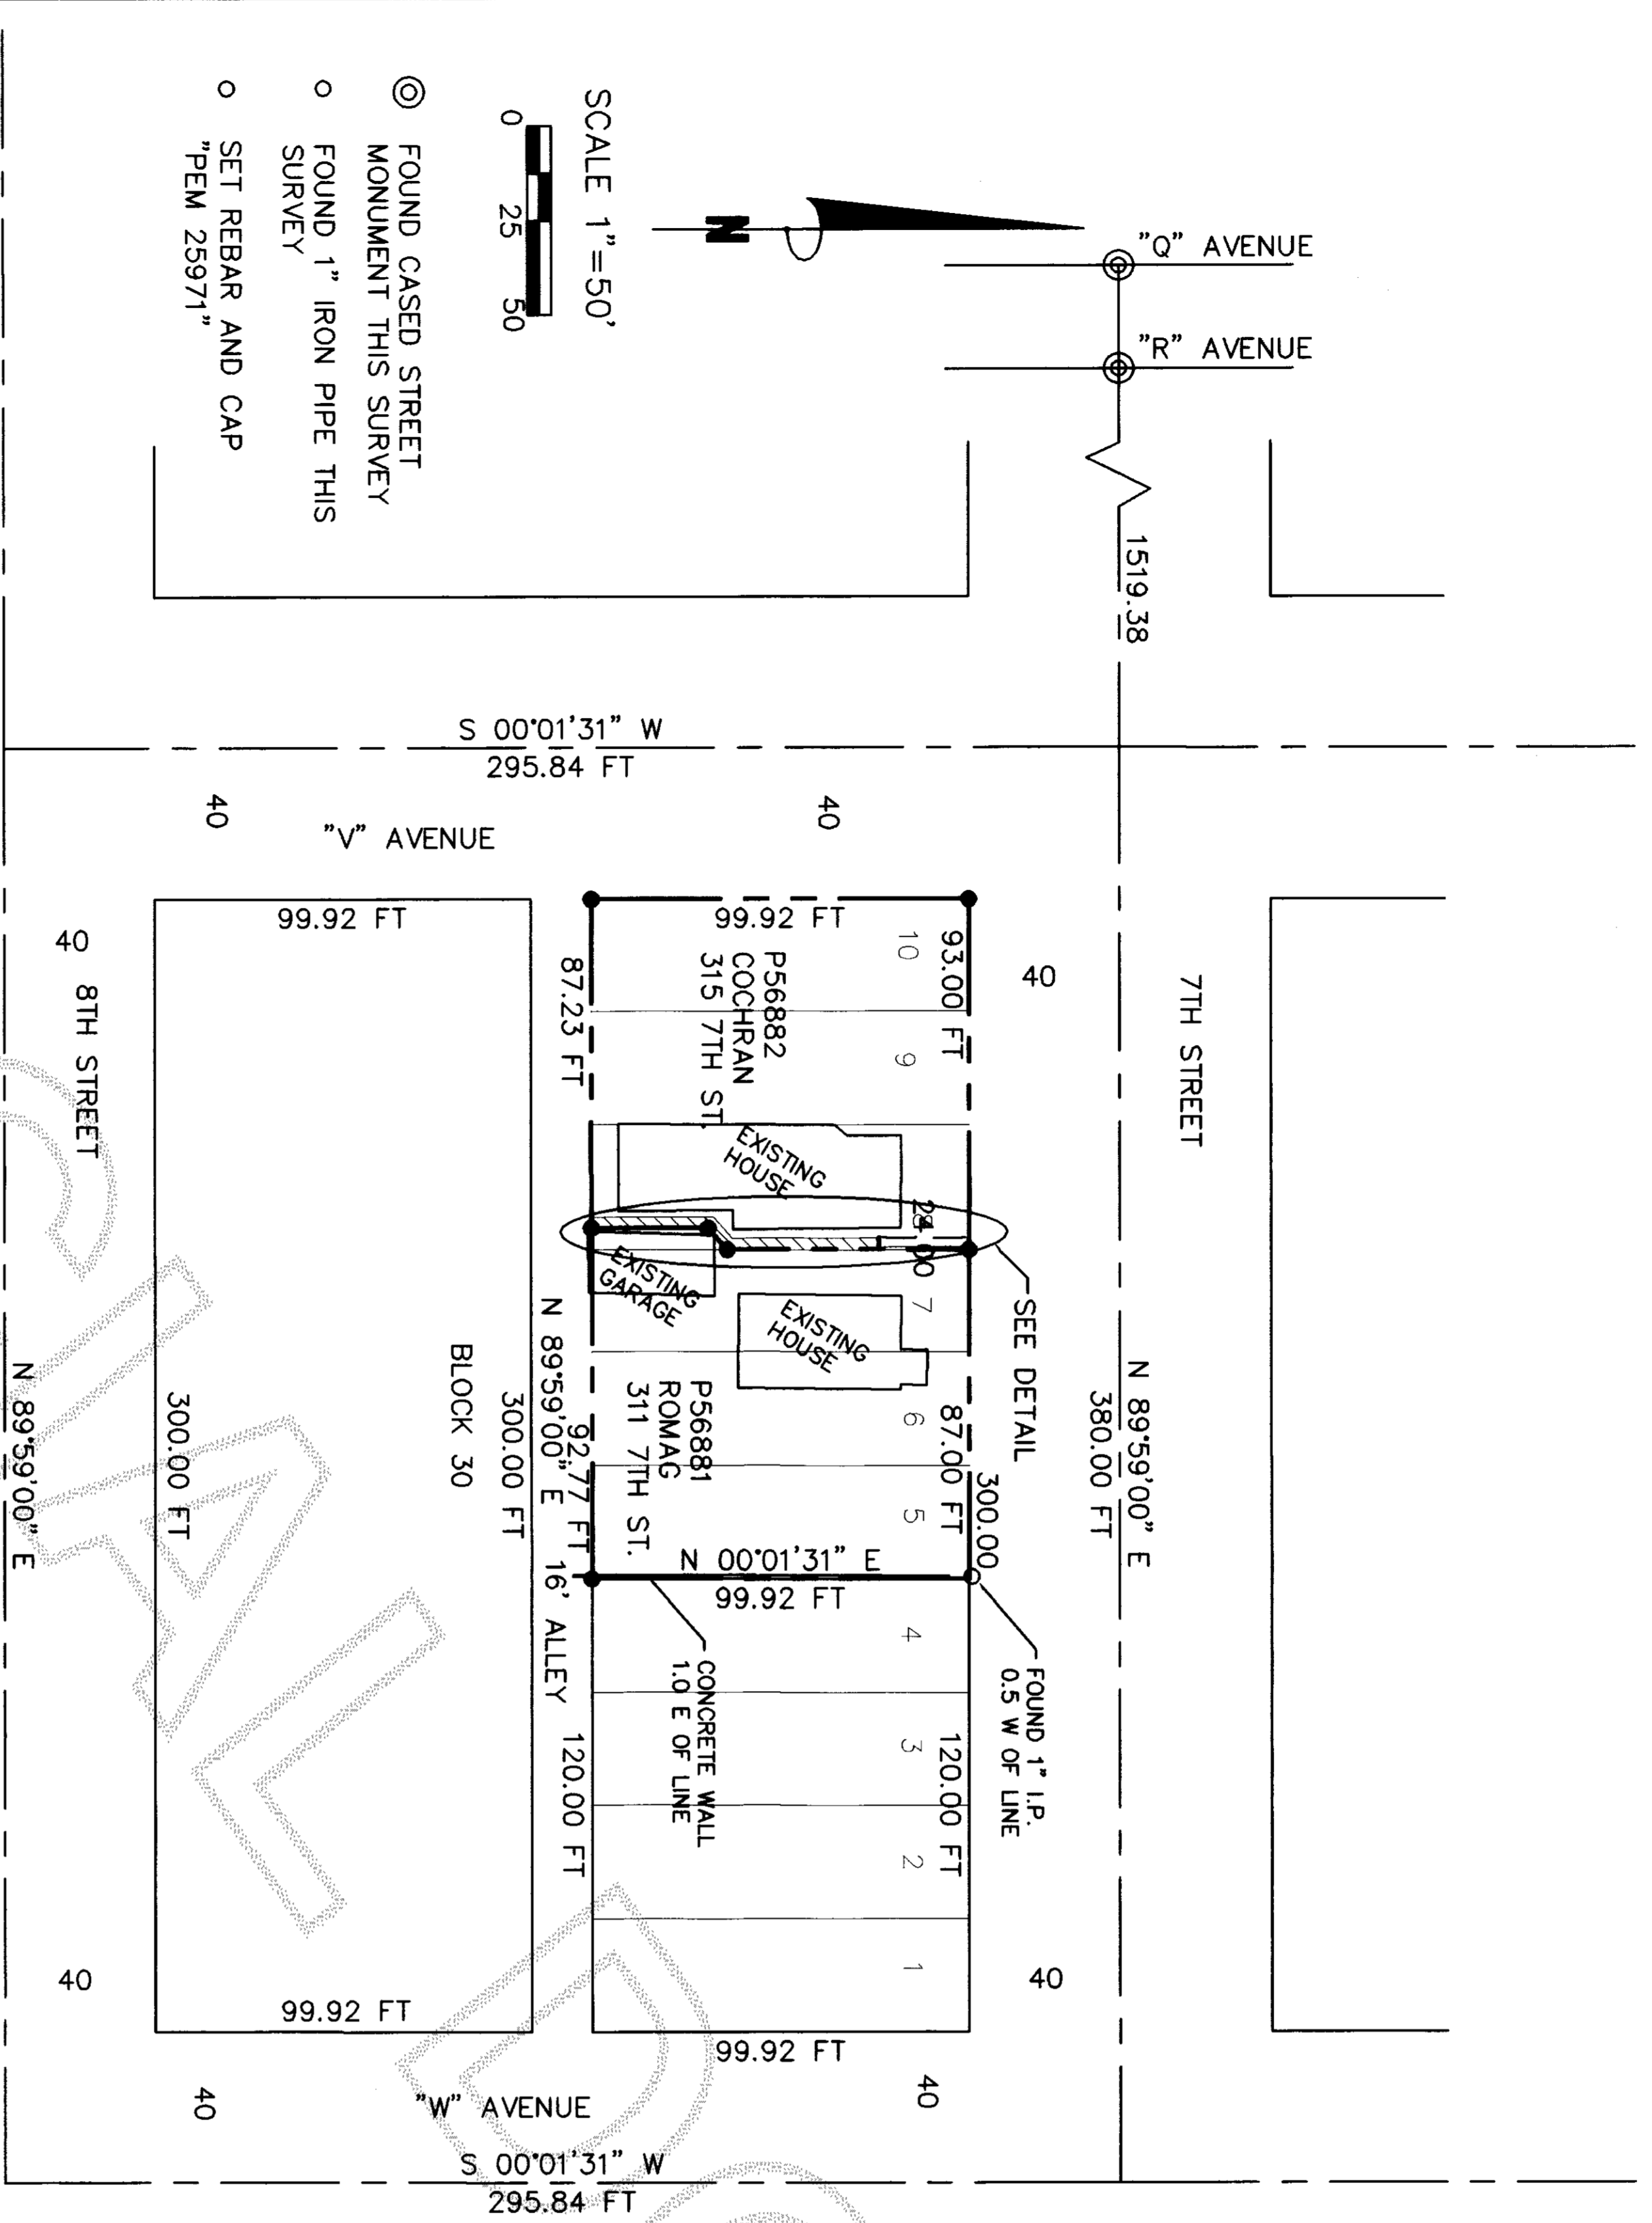 "Q" AVENUE
"R" AVENUE
1519.38
N
SCALE 1"=50'
0 25 50
FOUND CASED STREET
MONUMENT THIS SURVEY
FOUND 1" IRON PIPE THIS
SURVEY
SET REBAR AND CAP
"PEM 25971"
S 00°01'31" W
295.84 FT
"V" AVENUE
40
40
7TH STREET
N 89°59'00" E
380.00 FT
40
40
SEE DETAIL
300.00
FOUND 1" I.P.
0.5 W OF LINE
99.92 FT
93.00 FT
10
9
P56882
COCHRAN
315 7TH ST.
87.23 FT
EXISTING
HOUSE
EXISTING
GARAGE
EXISTING
HOUSE
7
6
5
87.00 FT
P56881
ROMAG
311 7TH ST.
92.77 FT
N 00°01'31" E
99.92 FT
4
3
2
1
120.00 FT
CONCRETE WALL
1.0 E OF LINE
120.00 FT
99.92 FT
N 89°59'00" E 16' ALLEY
300.00 FT
BLOCK 30
99.92 FT
300.00 FT
99.92 FT
40
8TH STREET
40
N 89°59'00" E
40
"W" AVENUE
40
S 00°01'31" W
295.84 FT